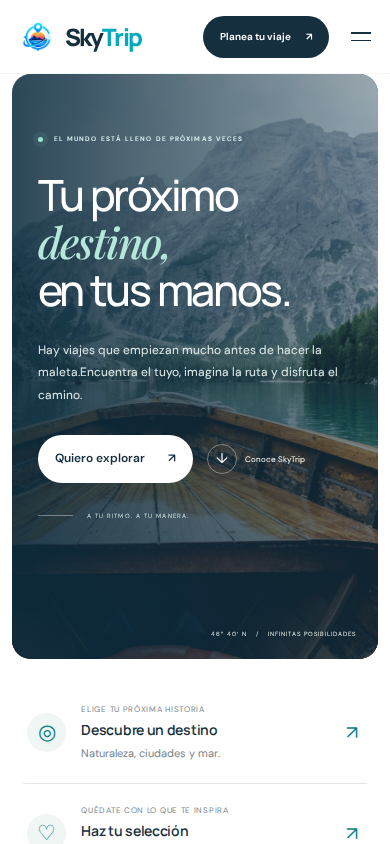 SkyTrip
Planea tu viaje
EL MUNDO ESTÁ LLENO DE PRÓXIMAS VECES
Tu próximo
destino,
en tus manos.
Hay viajes que empiezan mucho antes de hacer la
maleta.Encuentra el tuyo, imagina la ruta y disfruta el
camino.
Quiero explorar
Conoce SkyTrip
A TU RITMO. A TU MANERA.
46° 40' N / INFINITAS POSIBILIDADES
ELIGE TU PRÓXIMA HISTORIA
Descubre un destino
Naturaleza, ciudades y mar.
QUÉDATE CON LO QUE TE INSPIRA
Haz tu selección